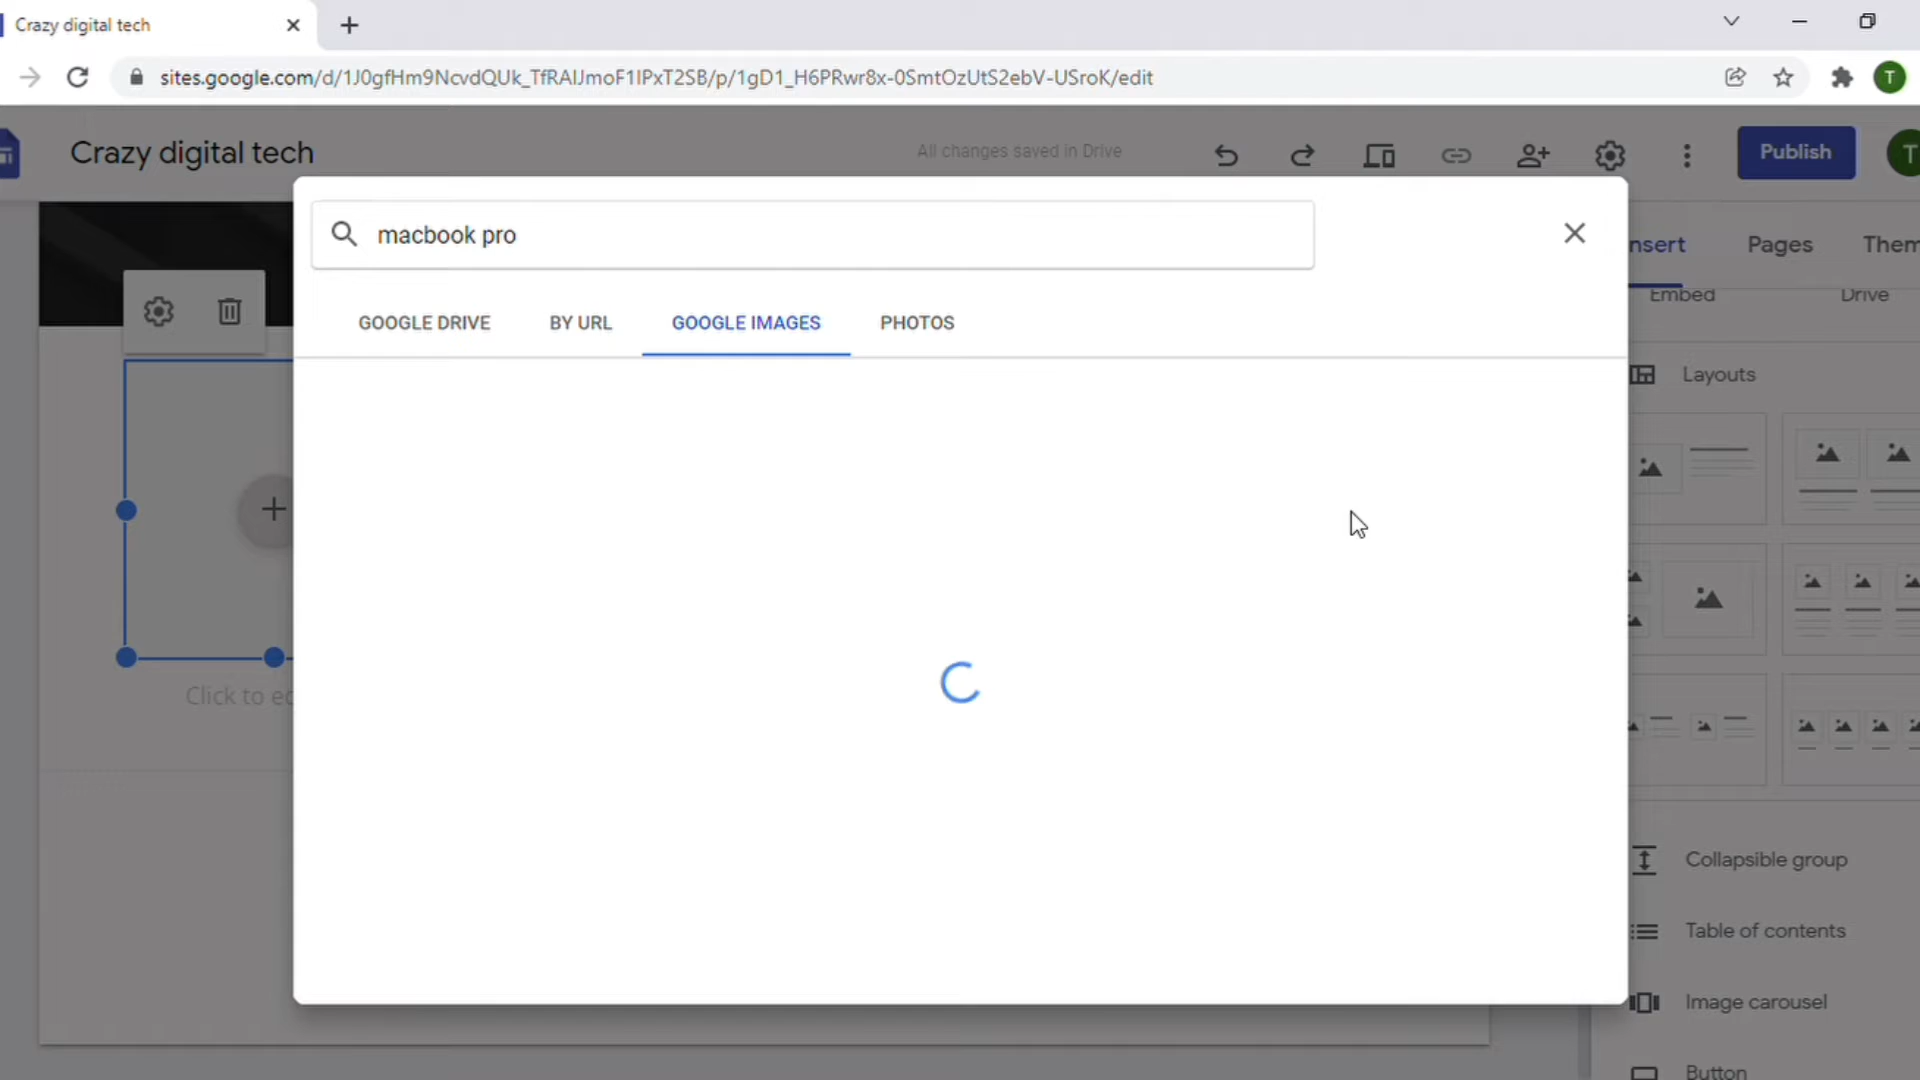 Crazy digital tech
sites.google.com/d/1J0gfHm9NcvdQUk_TfRAIJmoF1IPxT2SB/p/1gD1_H6PRwr8x-0SmtOzUtS2ebV-USroK/edit
T
Crazy digital tech
All changes saved in Drive
Publish
T
macbook pro
nsert
Pages
Them
Embed
Drive
GOOGLE DRIVE
BY URL
GOOGLE IMAGES
PHOTOS
Layouts
Click to ed
Collapsible group
Table of contents
Image carousel
Button